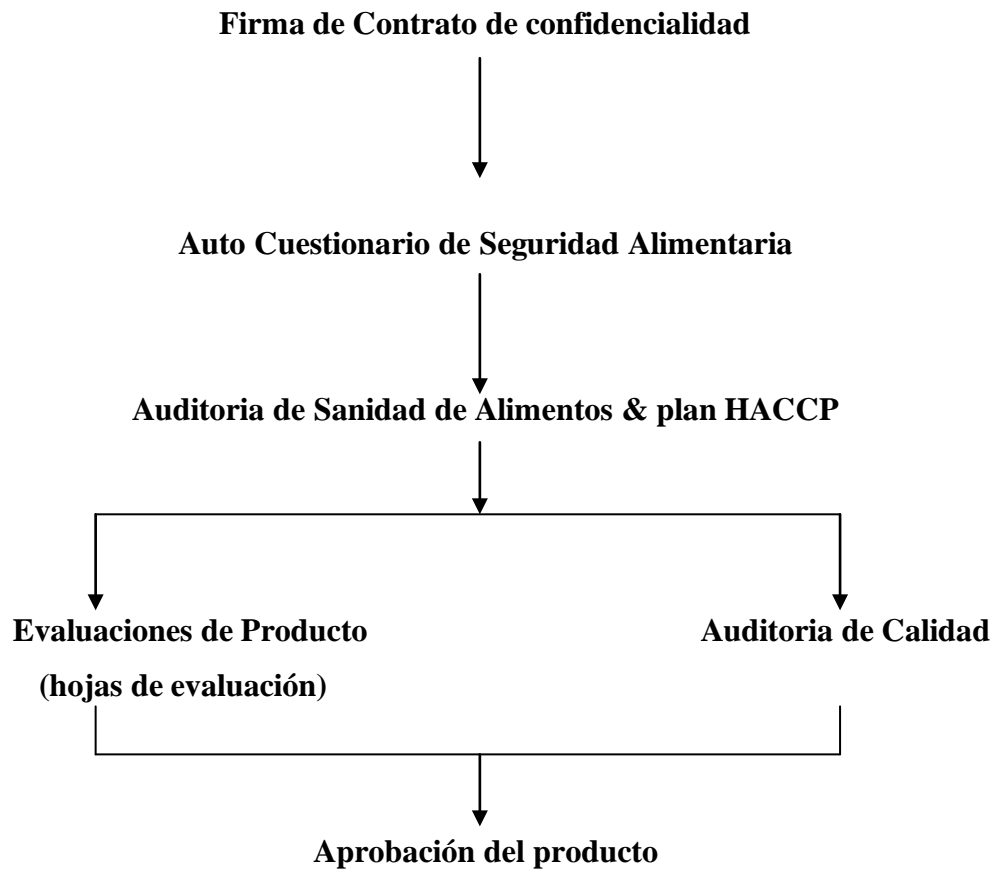 Firma de Contrato de confidencialidad
Auto Cuestionario de Seguridad Alimentaria
Auditoria de Sanidad de Alimentos & plan HACCP
Evaluaciones de Producto
(hojas de evaluación)
Auditoria de Calidad
Aprobación del producto